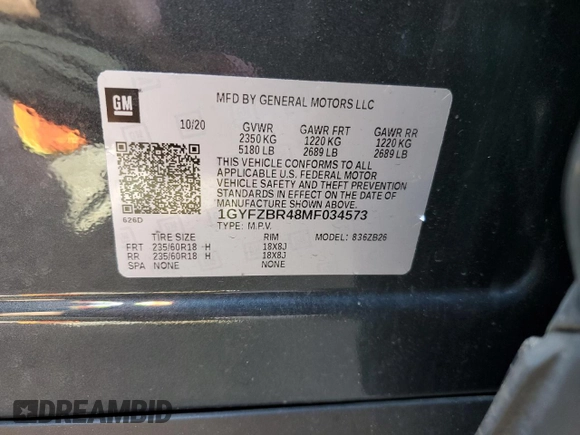 GM
MFD BY GENERAL MOTORS LLC
10/20 GVWR GAWR FRT GAWR RR
2350 KG 1220 KG 1220 KG
5180 LB 2689 LB 2689 LB
THIS VEHICLE CONFORMS TO ALL
APPLICABLE U.S. FEDERAL MOTOR
VEHICLE SAFETY AND THEFT PREVENTION
STANDARDS IN EFFECT ON THE DATE OF
MANUFACTURE SHOWN ABOVE.
626D 1GYFZBR48MF034573
TYPE: M.P.V.
TIRE SIZE RIM MODEL: 836ZB26
FRT 235/60R18 H 18X8J
RR 235/60R18 H 18X8J
SPA NONE NONE
DREAMBID